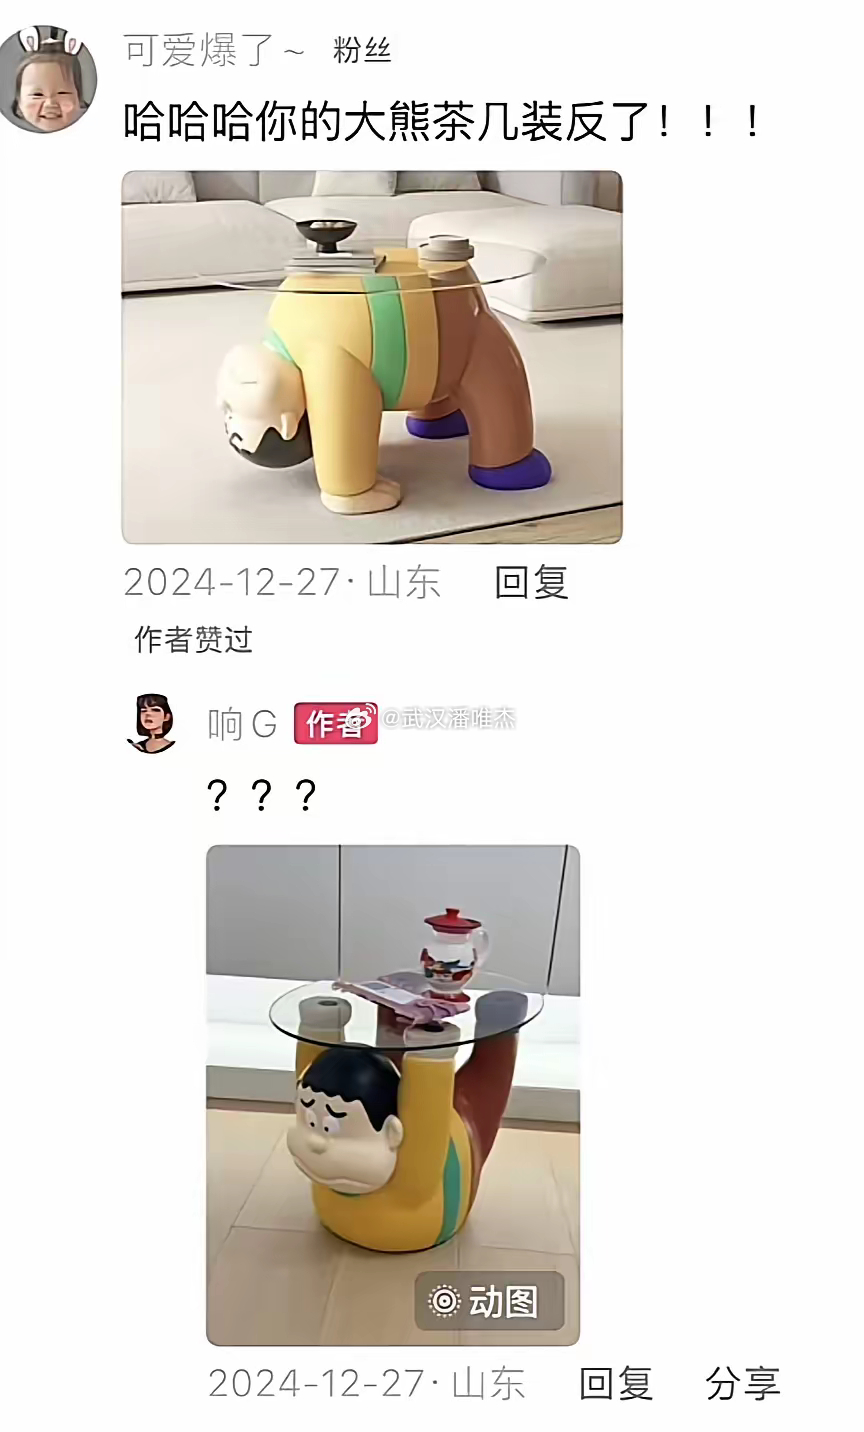 可爱爆了~ 粉丝
哈哈哈你的大熊茶几装反了！！！
2024-12-27·山东 回复
作者赞过
响G 作者 @武汉潘唯杰
？？？
动图
2024-12-27·山东 回复 分享